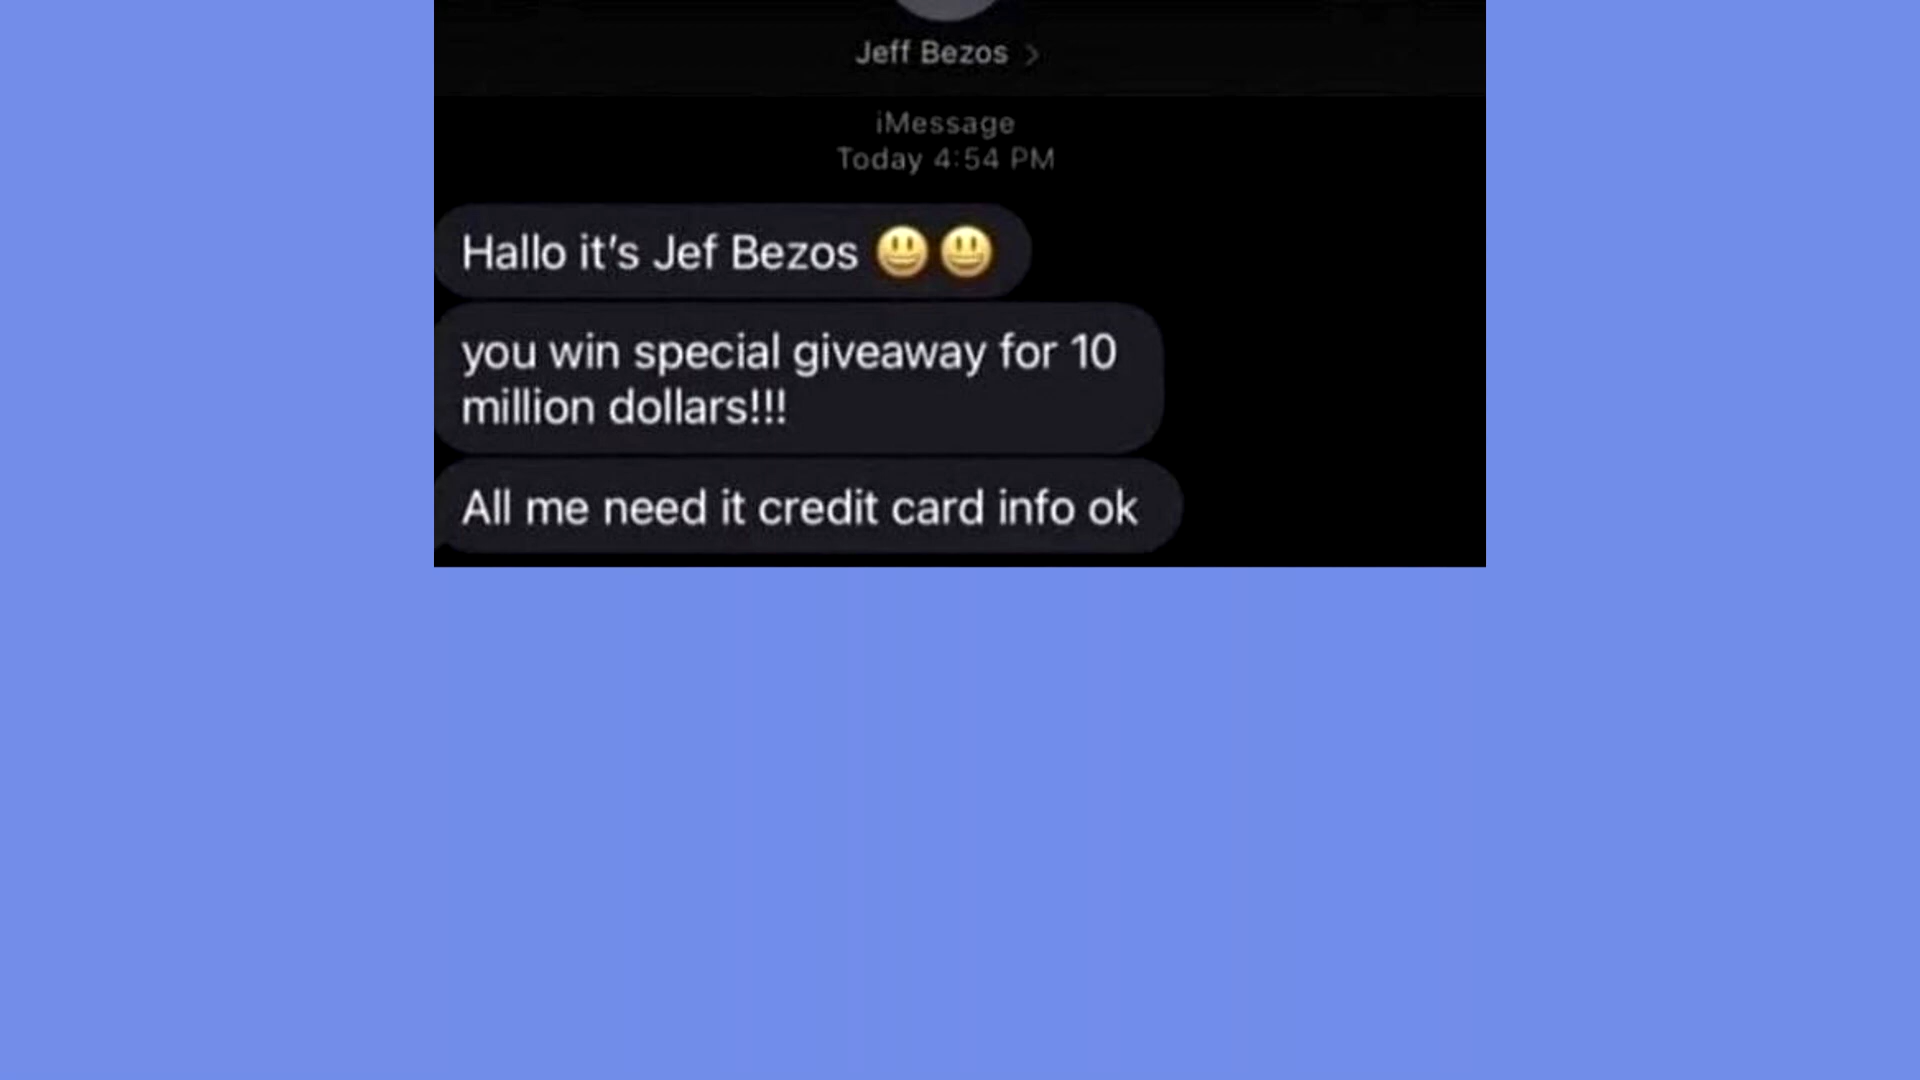 Jeff Bezos >
iMessage
Today 4:54 PM
Hallo it's Jef Bezos 😃😃
you win special giveaway for 10
million dollars!!!
All me need it credit card info ok